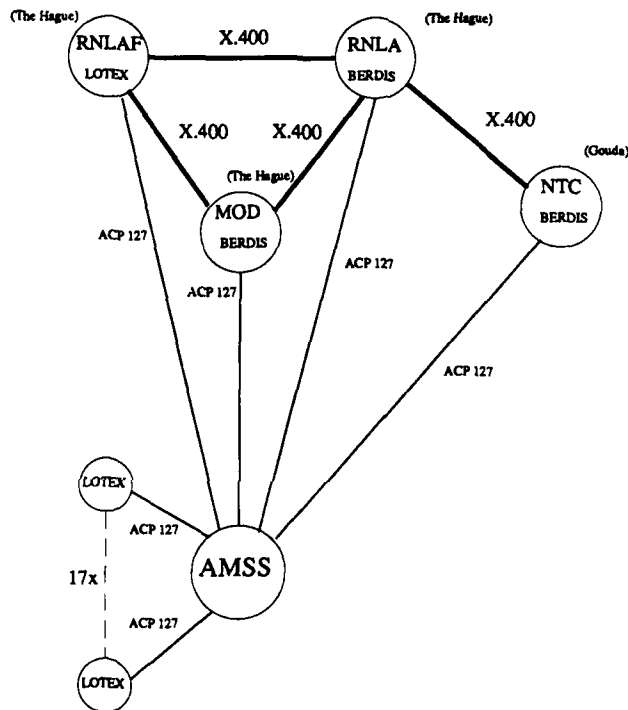 (The Hague)
RNLAF
LOTEX
X.400
RNLA
BERDIS
(The Hague)
X.400
X.400
X.400
(The Hague)
MOD
BERDIS
(Gouda)
NTC
BERDIS
ACP 127
ACP 127
ACP 127
ACP 127
LOTEX
ACP 127
AMSS
17x
ACP 127
LOTEX